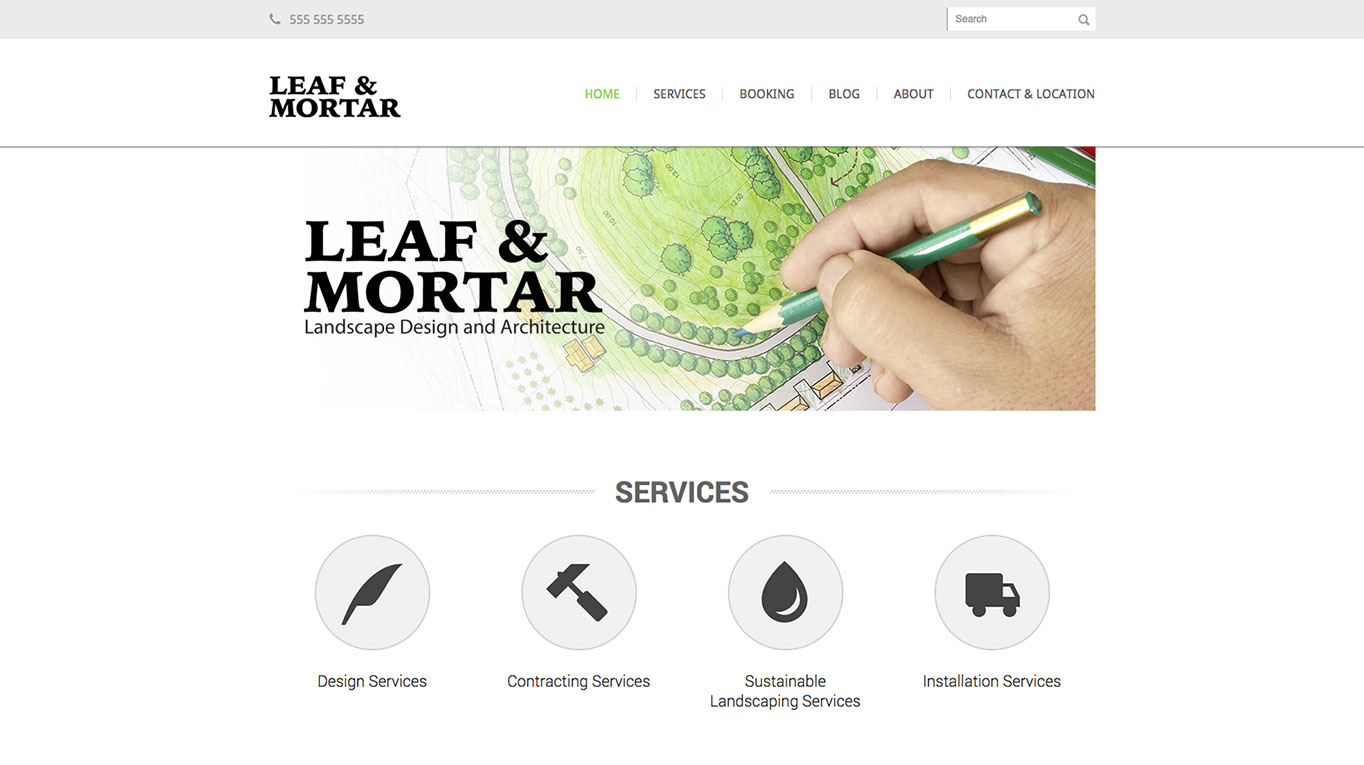 555 555 5555
Search
LEAF &
MORTAR
HOME
SERVICES
BOOKING
BLOG
ABOUT
CONTACT & LOCATION
LEAF &
MORTAR
Landscape Design and Architecture
SERVICES
Design Services
Contracting Services
Sustainable
Landscaping Services
Installation Services